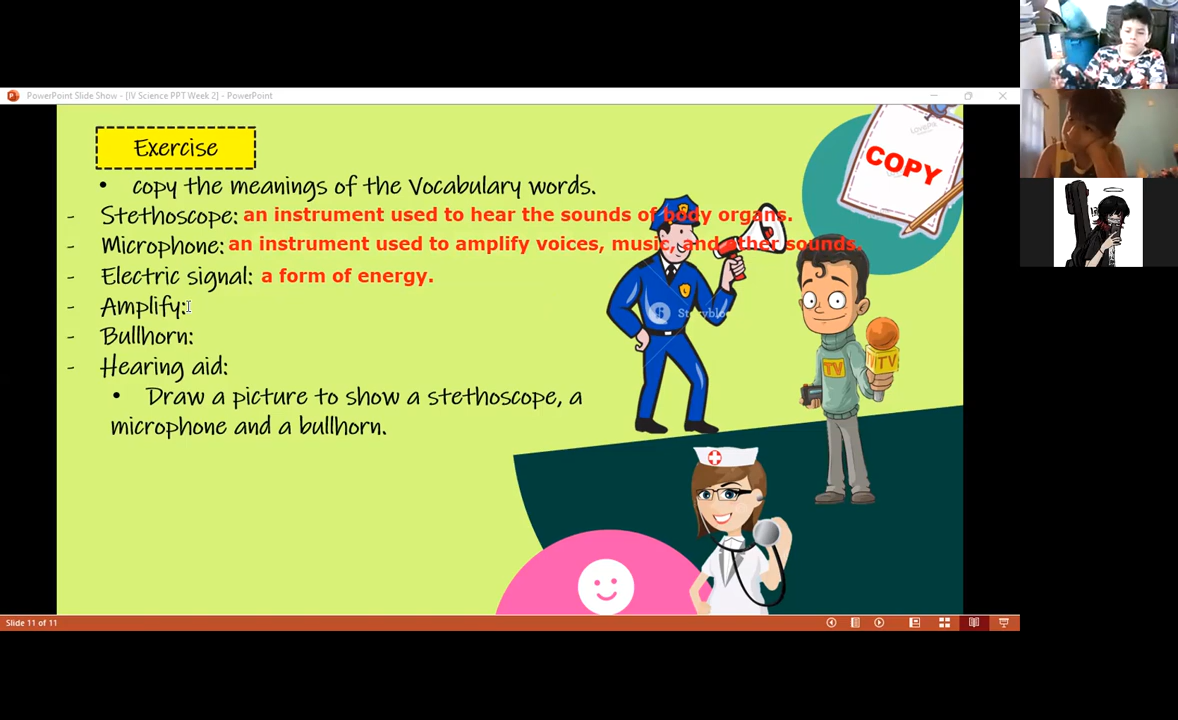 PowerPoint Slide Show - [IV Science PPT Week 2] - PowerPoint
Exercise
• copy the meanings of the Vocabulary words.
- Stethoscope: an instrument used to hear the sounds of body organs.
- Microphone: an instrument used to amplify voices, music, and other sounds.
- Electric signal: a form of energy.
- Amplify:
- Bullhorn:
- Hearing aid:
• Draw a picture to show a stethoscope, a
microphone and a bullhorn.
COPY
TV
TV
Slide 11 of 11